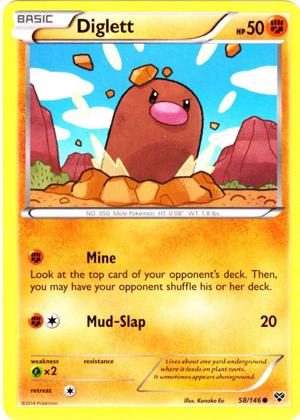 BASIC
Diglett
HP 50
NO. 050 Mole Pokémon HT: 0'08" WT: 1.8 lbs.
Mine
Look at the top card of your opponent's deck. Then,
you may have your opponent shuffle his or her deck.
Mud-Slap 20
weakness resistance
×2
retreat
Lives about one yard underground
where it feeds on plant roots.
It sometimes appears aboveground.
©2014 Pokémon
Illus. Kanako Eo
58/146
XY